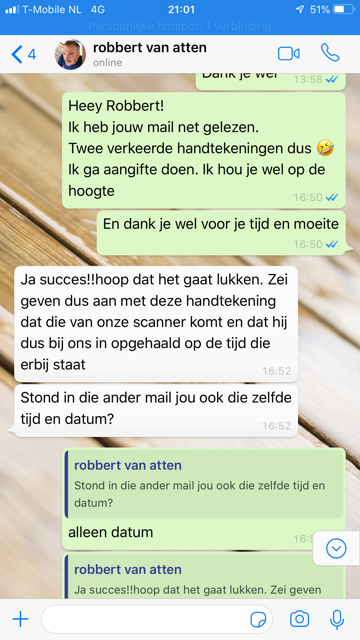 T-Mobile NL 4G 21:01 51%
Persoonlijke hotspot: 1 verbinding
4 robbert van atten
online
Dank je wel
13:58
Heey Robbert!
Ik heb jouw mail net gelezen.
Twee verkeerde handtekeningen dus 🤣
Ik ga aangifte doen. Ik hou je wel op de
hoogte
16:50
En dank je wel voor je tijd en moeite
16:50
Ja succes!!hoop dat het gaat lukken. Zei
geven dus aan met deze handtekening
dat die van onze scanner komt en dat hij
dus bij ons in opgehaald op de tijd die
erbij staat
16:52
Stond in die ander mail jou ook die zelfde
tijd en datum?
16:52
robbert van atten
Stond in die ander mail jou ook die zelfde tijd en
datum?
alleen datum
robbert van atten
Ja succes!!hoop dat het gaat lukken. Zei geven